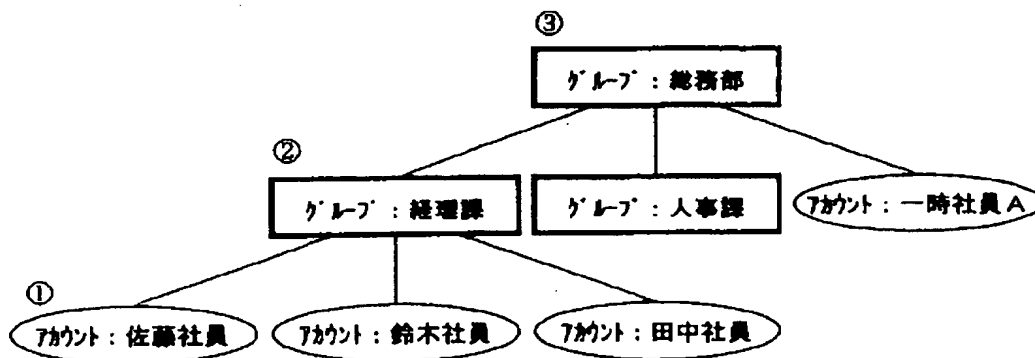 ③
ｸﾞﾙｰﾌﾟ：総務部
②
ｸﾞﾙｰﾌﾟ：経理課
ｸﾞﾙｰﾌﾟ：人事課
ｱｶｳﾝﾄ：一時社員A
①
ｱｶｳﾝﾄ：佐藤社員
ｱｶｳﾝﾄ：鈴木社員
ｱｶｳﾝﾄ：田中社員